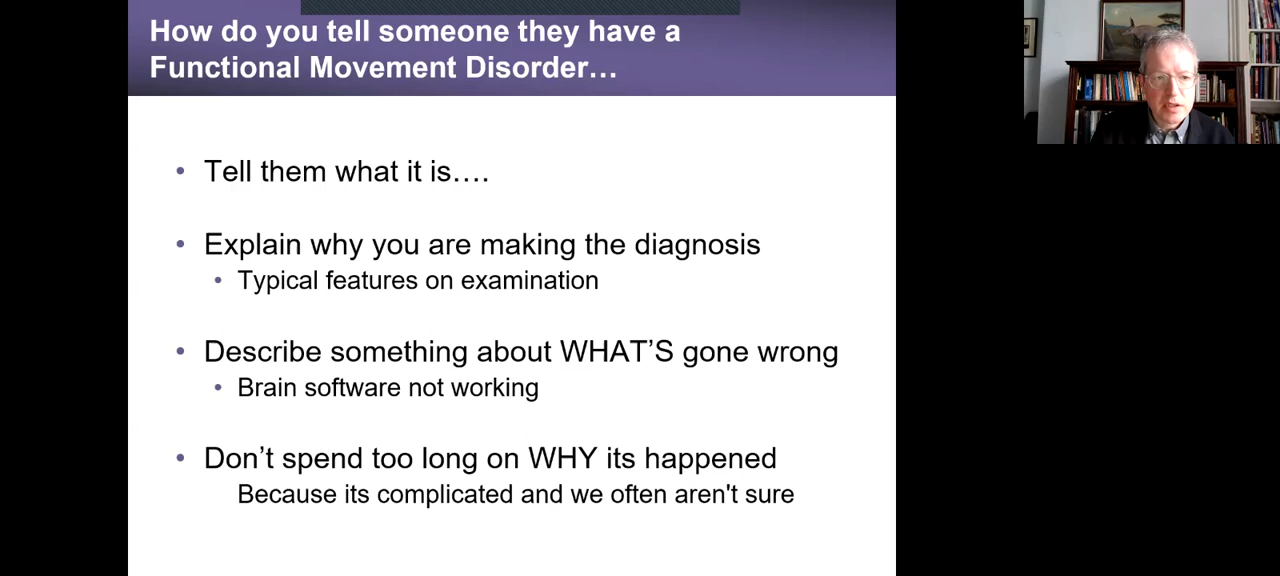 How do you tell someone they have a
Functional Movement Disorder…
• Tell them what it is….
• Explain why you are making the diagnosis
• Typical features on examination
• Describe something about WHAT’S gone wrong
• Brain software not working
• Don’t spend too long on WHY its happened
Because its complicated and we often aren't sure